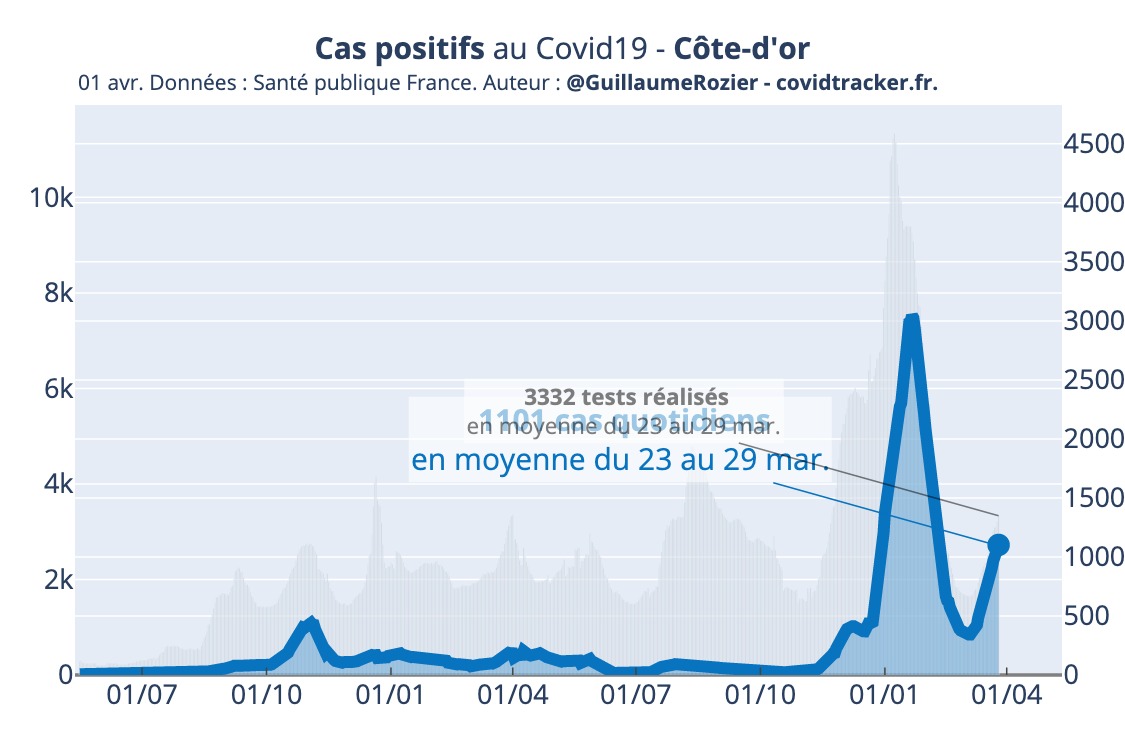 Cas positifs au Covid19 - Côte-d'or
01 avr. Données : Santé publique France. Auteur : @GuillaumeRozier - covidtracker.fr.
4500
10k
4000
3500
8k
3000
6k
2500
3332 tests réalisés
1101 cas quotidiens
en moyenne du 23 au 29 mar.
2000
en moyenne du 23 au 29 mar.
4k
1500
1000
2k
500
0
0
01/07 01/10 01/01 01/04 01/07 01/10 01/01 01/04